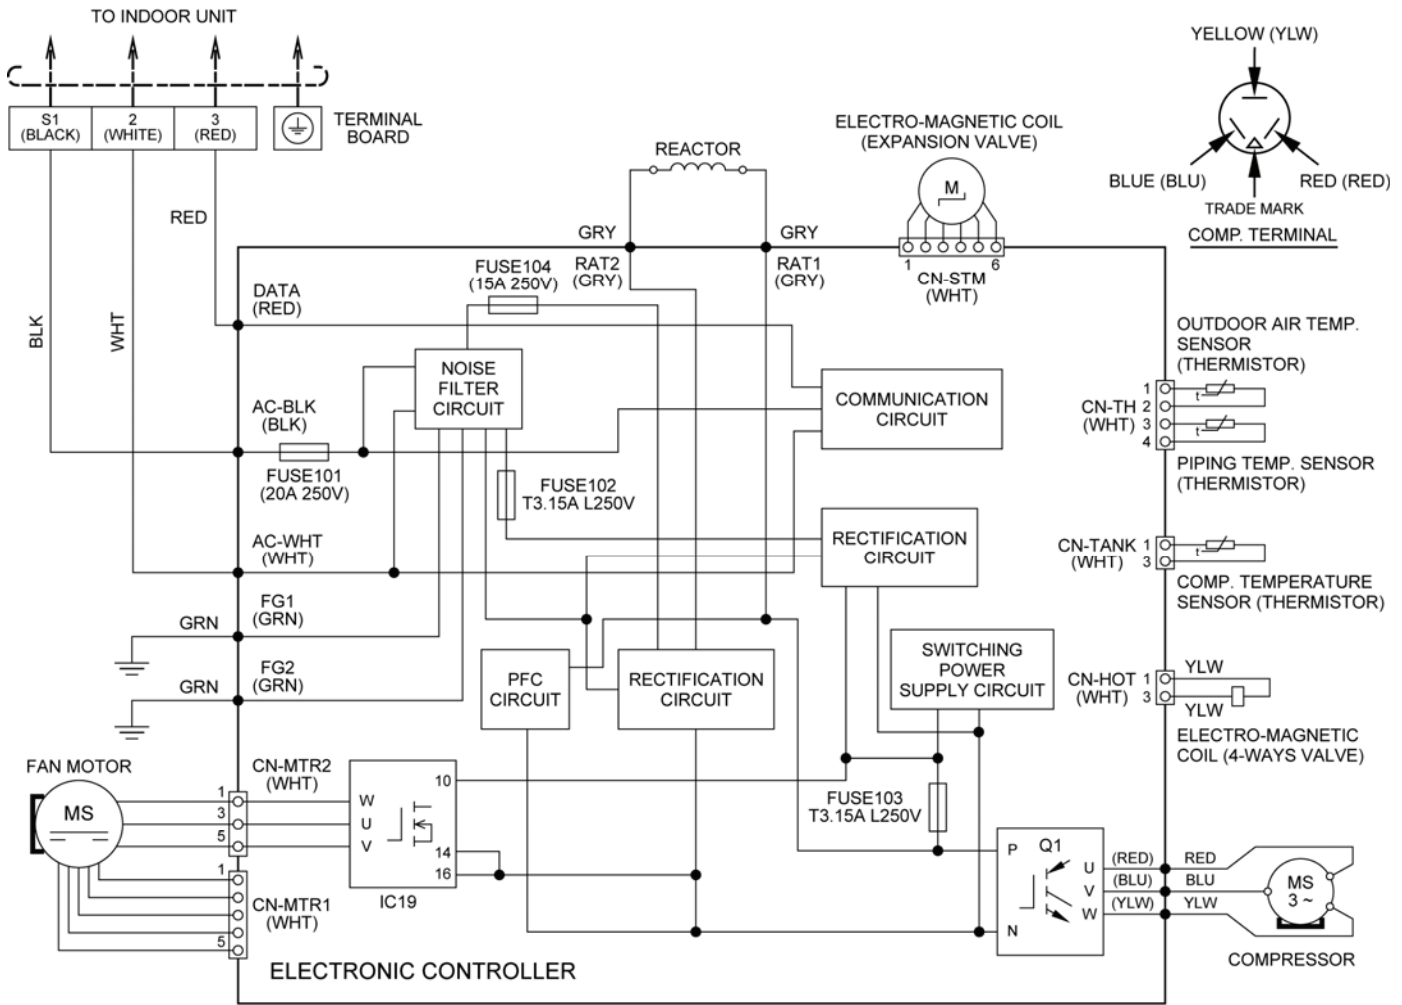 TO INDOOR UNIT
S1
(BLACK)
2
(WHITE)
3
(RED)
TERMINAL
BOARD
YELLOW (YLW)
BLUE (BLU)
RED (RED)
TRADE MARK
COMP. TERMINAL
ELECTRO-MAGNETIC COIL
(EXPANSION VALVE)
M
1
6
CN-STM
(WHT)
REACTOR
GRY
GRY
RAT2
(GRY)
RAT1
(GRY)
RED
BLK
WHT
DATA
(RED)
FUSE104
(15A 250V)
NOISE
FILTER
CIRCUIT
COMMUNICATION
CIRCUIT
AC-BLK
(BLK)
FUSE101
(20A 250V)
FUSE102
T3.15A L250V
OUTDOOR AIR TEMP.
SENSOR
(THERMISTOR)
CN-TH
(WHT)
1
2
3
4
t
t
PIPING TEMP. SENSOR
(THERMISTOR)
AC-WHT
(WHT)
RECTIFICATION
CIRCUIT
CN-TANK
(WHT)
1
3
t
COMP. TEMPERATURE
SENSOR (THERMISTOR)
GRN
FG1
(GRN)
GRN
FG2
(GRN)
PFC
CIRCUIT
RECTIFICATION
CIRCUIT
SWITCHING
POWER
SUPPLY CIRCUIT
CN-HOT
(WHT)
1
3
YLW
YLW
ELECTRO-MAGNETIC
COIL (4-WAYS VALVE)
FAN MOTOR
MS
CN-MTR2
(WHT)
1
3
5
W
U
V
10
14
16
IC19
FUSE103
T3.15A L250V
1
5
CN-MTR1
(WHT)
P
N
Q1
U
V
W
(RED)
(BLU)
(YLW)
RED
BLU
YLW
MS
3 ~
COMPRESSOR
ELECTRONIC CONTROLLER